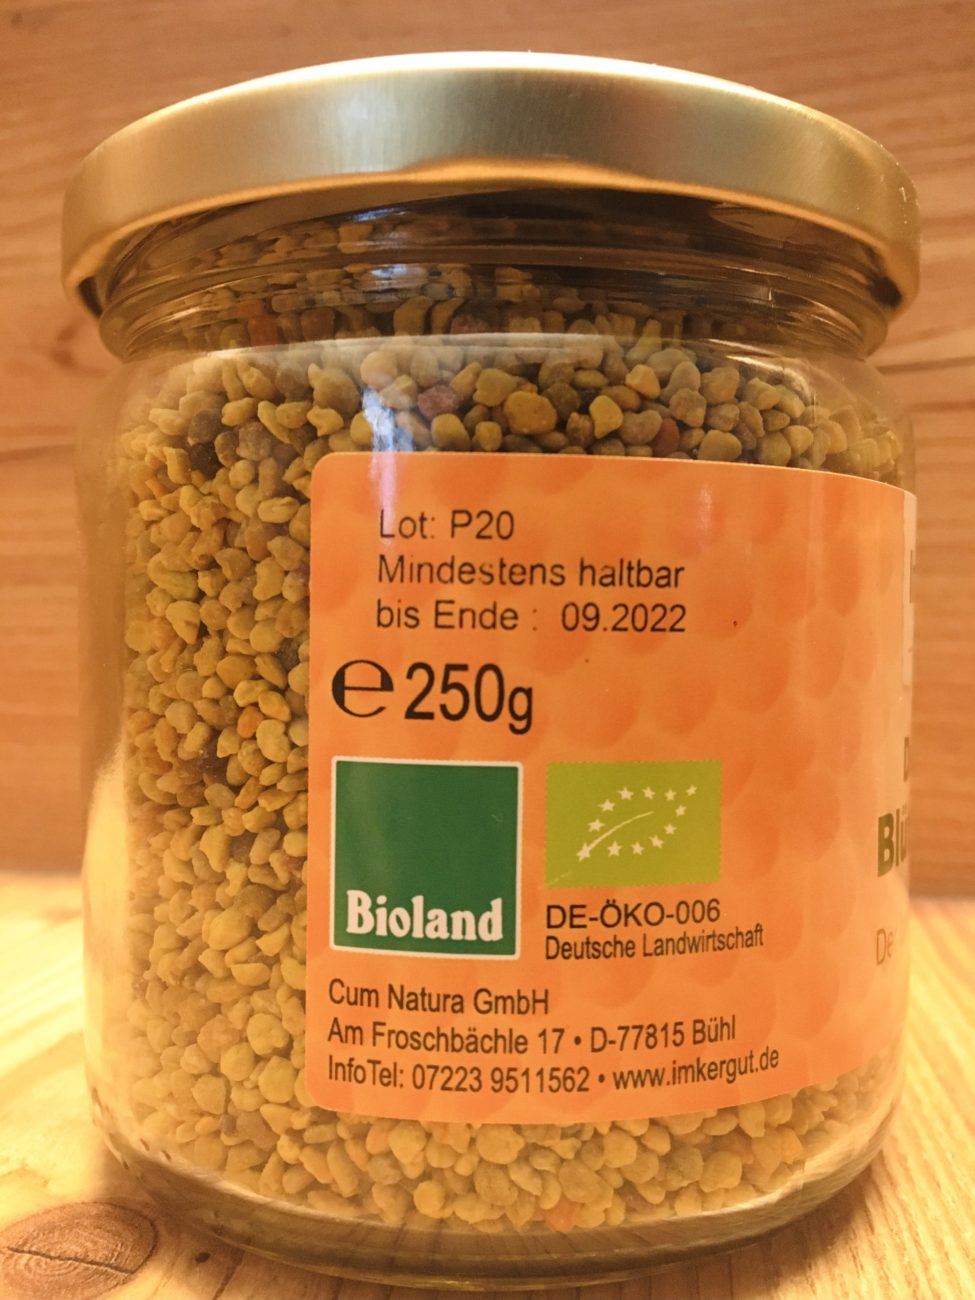 Lot: P20
Mindestens haltbar
bis Ende : 09.2022
℮ 250g
Bioland
DE-ÖKO-006
Deutsche Landwirtschaft
Cum Natura GmbH
Am Froschbächle 17 • D-77815 Bühl
InfoTel: 07223 9511562 • www.imkergut.de